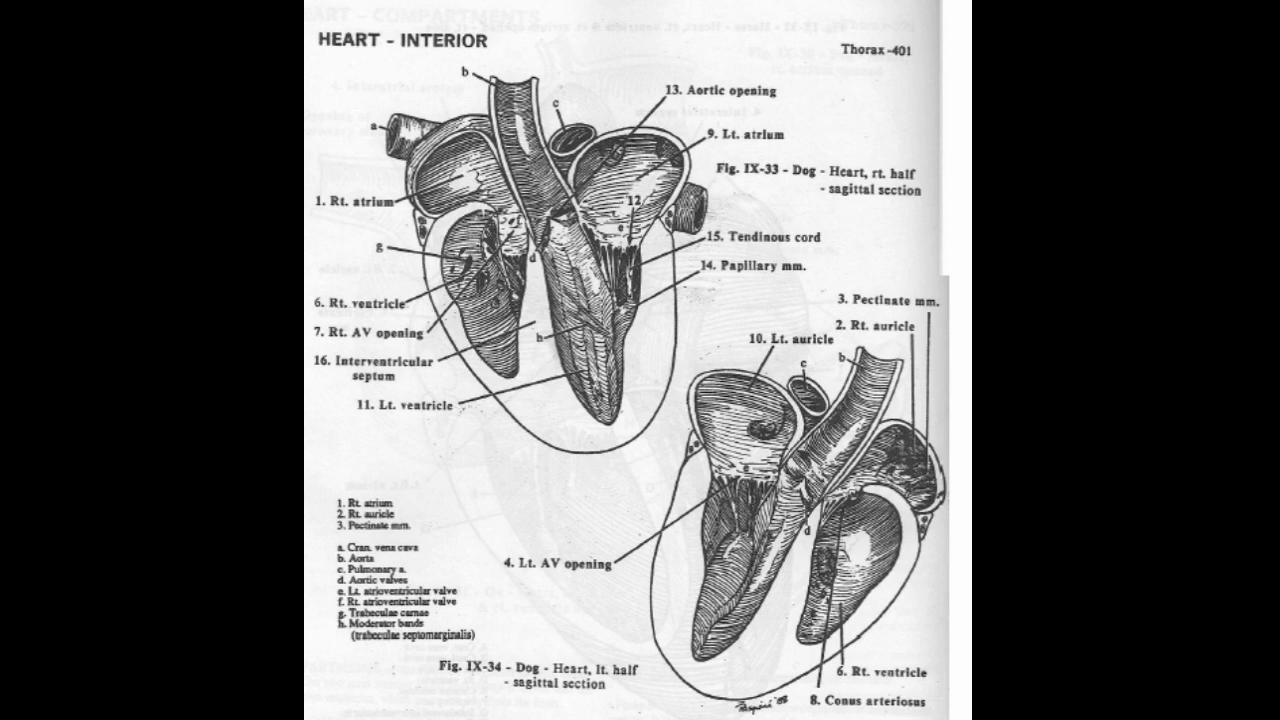 HEART - INTERIOR
Thorax -401
b
13. Aortic opening
c
a
9. Lt. atrium
Fig. IX-33 - Dog - Heart, rt. half
- sagittal section
1. Rt. atrium
12
e
f
15. Tendinous cord
g
d
14. Papillary mm.
6. Rt. ventricle
7. Rt. AV opening
h
16. Interventricular
septum
11. Lt. ventricle
3. Pectinate mm.
2. Rt. auricle
10. Lt. auricle
c
b
e
d
4. Lt. AV opening
1. Rt. atrium
2. Rt. auricle
3. Pectinate mm.
a. Cran. vena cava
b. Aorta
c. Pulmonary a.
d. Aortic valves
e. Lt. atrioventricular valve
f. Rt. atrioventricular valve
g. Trabeculae carnae
h. Moderator bands
(trabeculae septomarginalis)
Fig. IX-34 - Dog - Heart, lt. half
- sagittal section
6. Rt. ventricle
8. Conus arteriosus